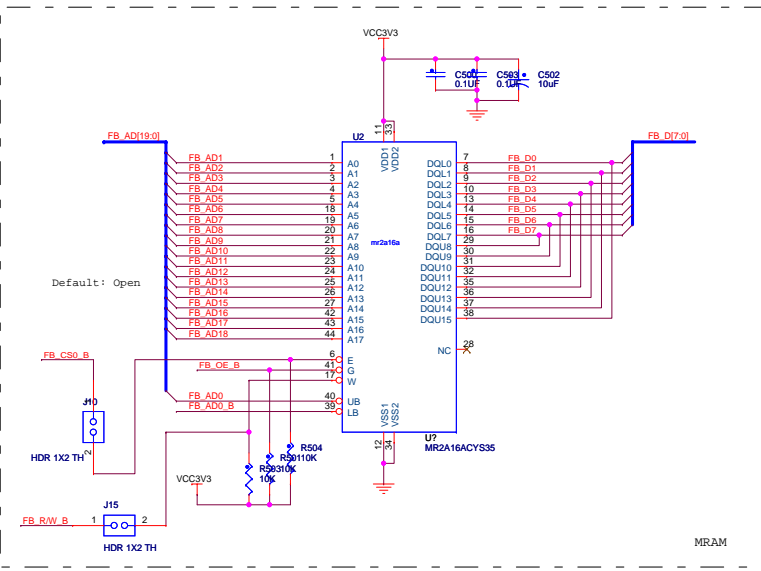 VCC3V3
C503
C502
0.1UF
10uF
FB_AD[19:0]
U2
FB_D[7:0]
11
33
VDD1
VDD2
FB_AD1 1 A0 DQL0 7 FB_D0
FB_AD2 2 A1 DQL1 8 FB_D1
FB_AD3 3 A2 DQL2 9 FB_D2
FB_AD4 4 A3 DQL3 10 FB_D3
FB_AD5 5 A4 DQL4 13 FB_D4
FB_AD6 18 A5 DQL5 14 FB_D5
FB_AD7 19 A6 DQL6 15 FB_D6
FB_AD8 20 A7 mr2a16a DQL7 16 FB_D7
FB_AD9 21 A8 DQU8 29
FB_AD10 22 A9 DQU9 30
FB_AD11 23 A10 DQU10 31
FB_AD12 24 A11 DQU11 32
FB_AD13 25 A12 DQU12 35
FB_AD14 26 A13 DQU13 36
FB_AD15 27 A14 DQU14 37
FB_AD16 42 A15 DQU15 38
FB_AD17 43 A16
FB_AD18 44 A17
Default: Open
NC 28
FB_CS0_B 6 E
FB_OE_B 41 G
17 W
FB_AD0 40 UB
FB_AD0_B 39 LB
VSS1
VSS2
12
34
J10
2
HDR 1X2 TH
U?
MR2A16ACYS35
R504
10K
R501
10K
R503
10K
VCC3V3
J15
FB_R/W_B 1 2
HDR 1X2 TH
MRAM